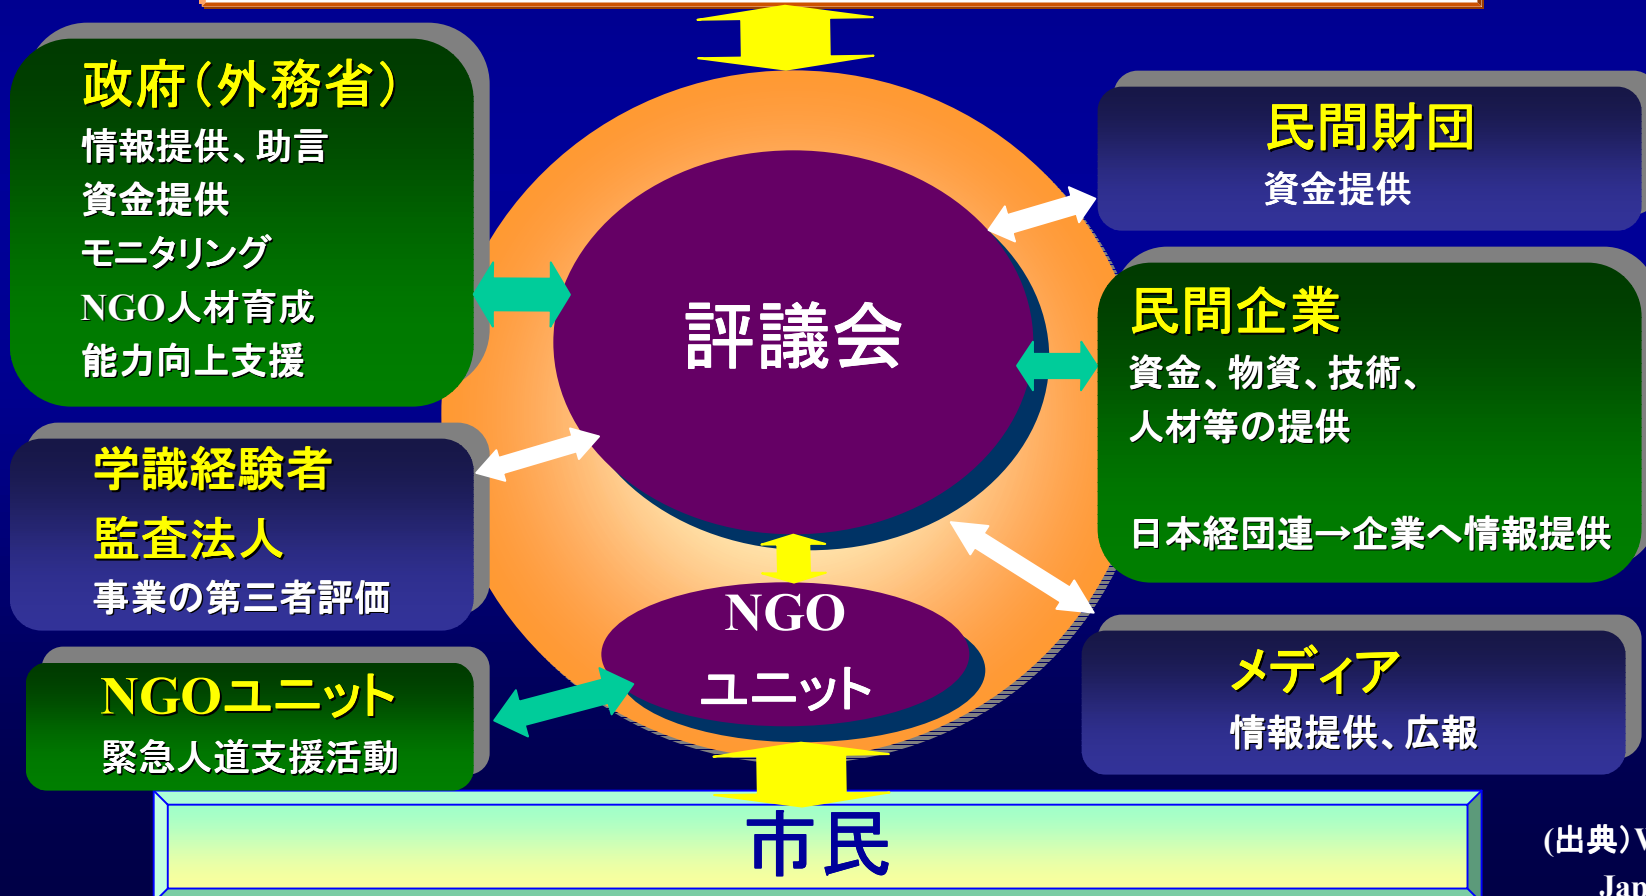 政府（外務省）
情報提供、助言
資金提供
モニタリング
NGO人材育成
能力向上支援
学識経験者
監査法人
事業の第三者評価
NGOユニット
緊急人道支援活動
評議会
NGO
ユニット
民間財団
資金提供
民間企業
資金、物資、技術、
人材等の提供
日本経団連→企業へ情報提供
メディア
情報提供、広報
市民
(出典)